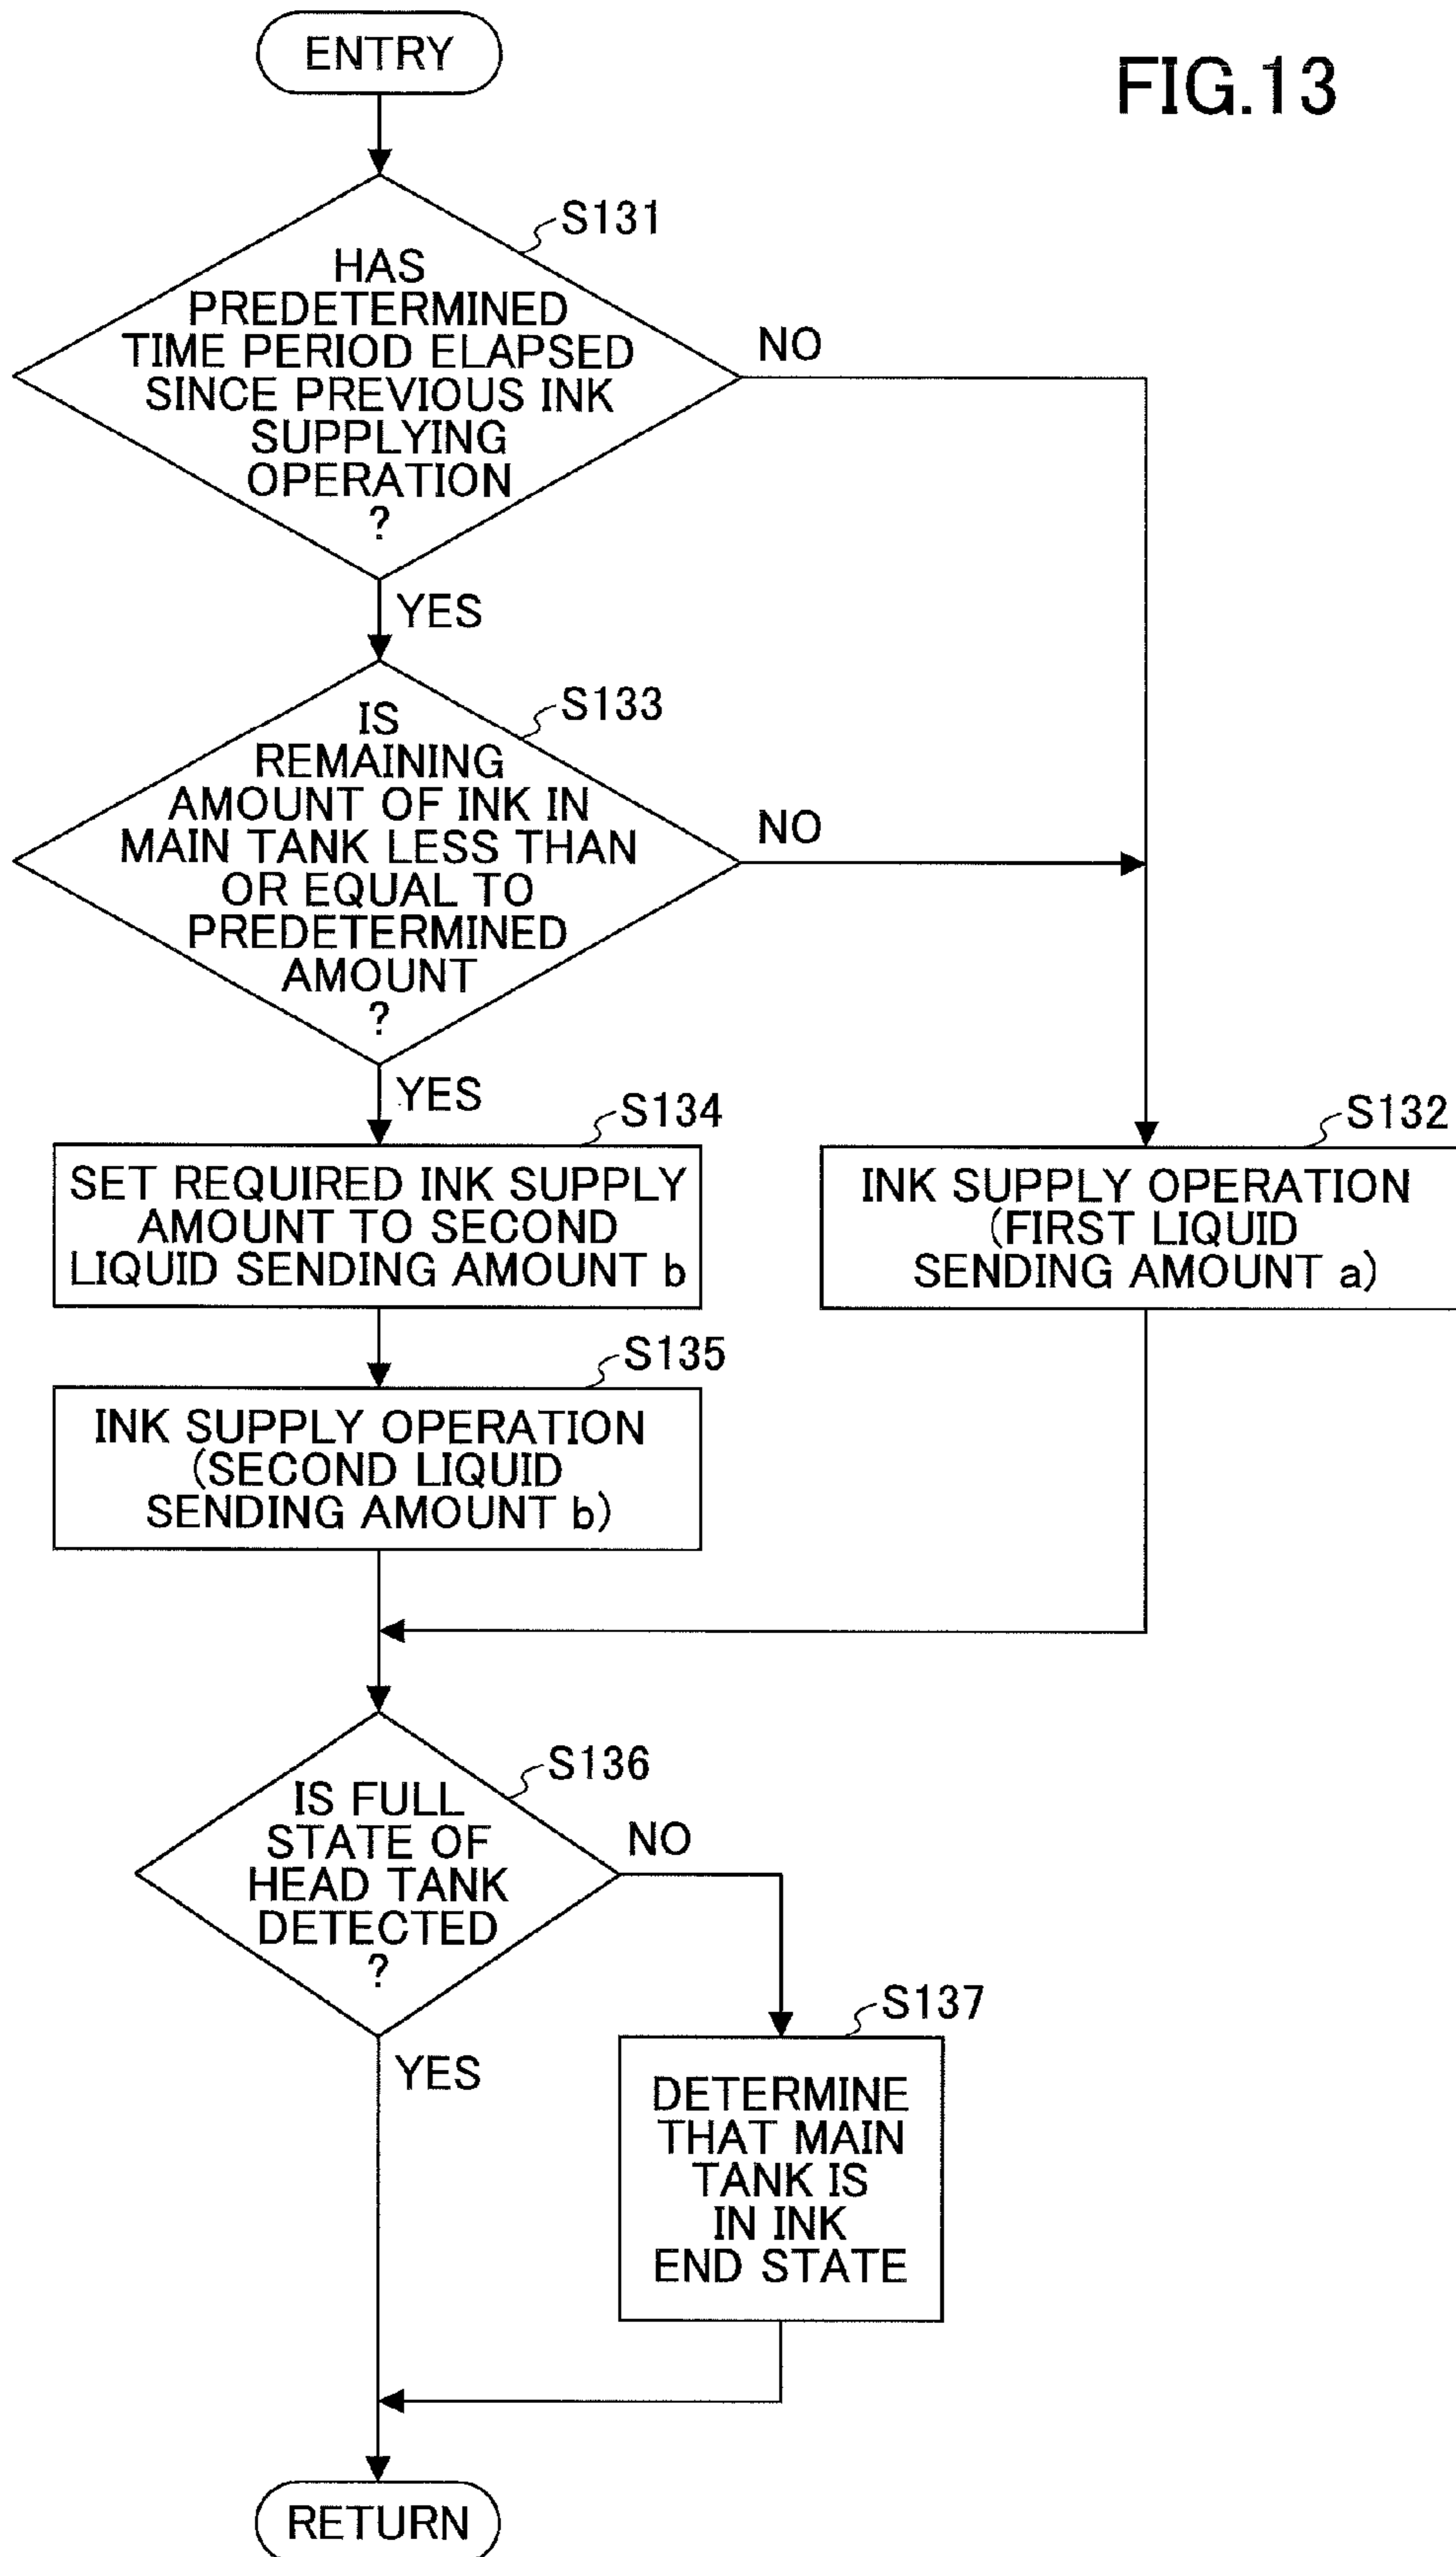 ENTRY
FIG.13
S131
HAS
PREDETERMINED
TIME PERIOD ELAPSED
SINCE PREVIOUS INK
SUPPLYING
OPERATION
?
NO
YES
S133
IS
REMAINING
AMOUNT OF INK IN
MAIN TANK LESS THAN
OR EQUAL TO
PREDETERMINED
AMOUNT
?
NO
YES
S134
SET REQUIRED INK SUPPLY
AMOUNT TO SECOND
LIQUID SENDING AMOUNT b
S132
INK SUPPLY OPERATION
(FIRST LIQUID
SENDING AMOUNT a)
S135
INK SUPPLY OPERATION
(SECOND LIQUID
SENDING AMOUNT b)
S136
IS FULL
STATE OF
HEAD TANK
DETECTED
?
NO
YES
S137
DETERMINE
THAT MAIN
TANK IS
IN INK
END STATE
RETURN